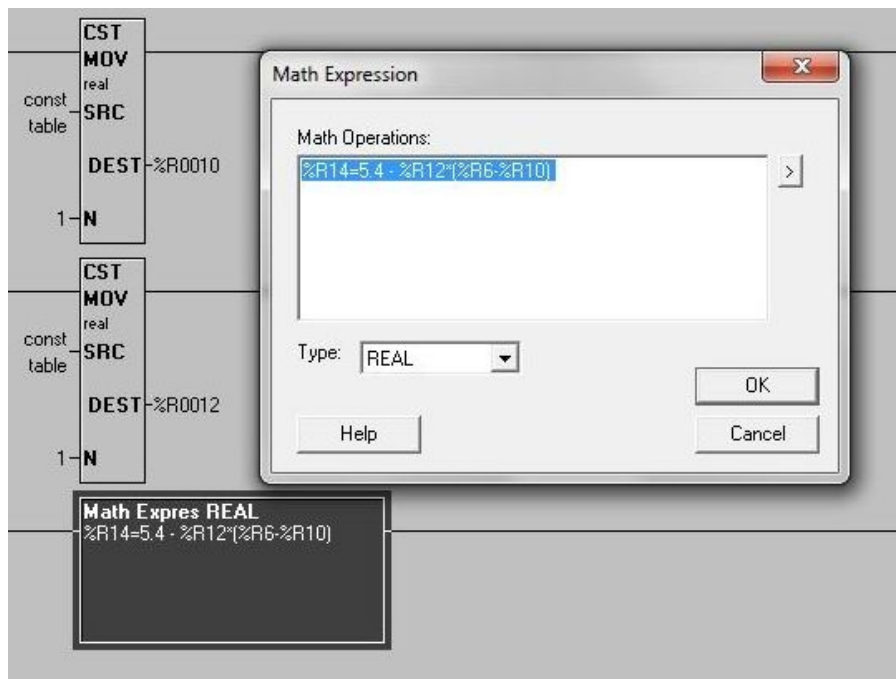 CST
MOV
real
const
table
SRC
DEST
%R0010
1
N
CST
MOV
real
const
table
SRC
DEST
%R0012
1
N
Math Expres REAL
%R14=5.4 - %R12*(%R6-%R10)
Math Expression
X
Math Operations:
%R14=5.4 - %R12*(%R6-%R10)
>
Type:
REAL
OK
Help
Cancel